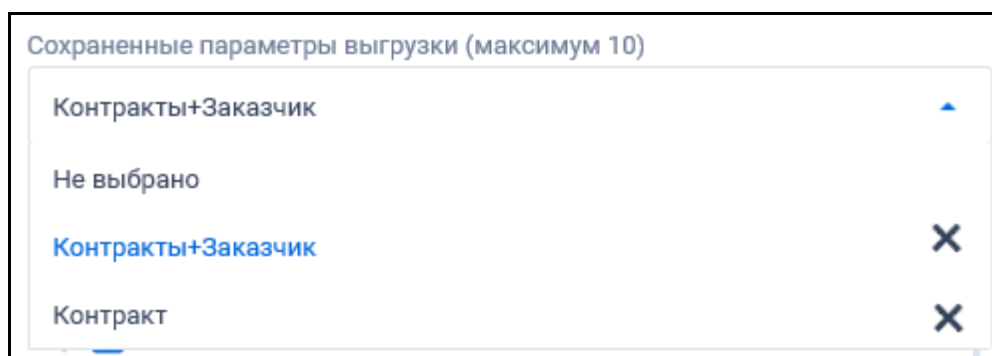 Сохраненные параметры выгрузки (максимум 10)
Контракты+Заказчик
Не выбрано
Контракты+Заказчик
Контракт